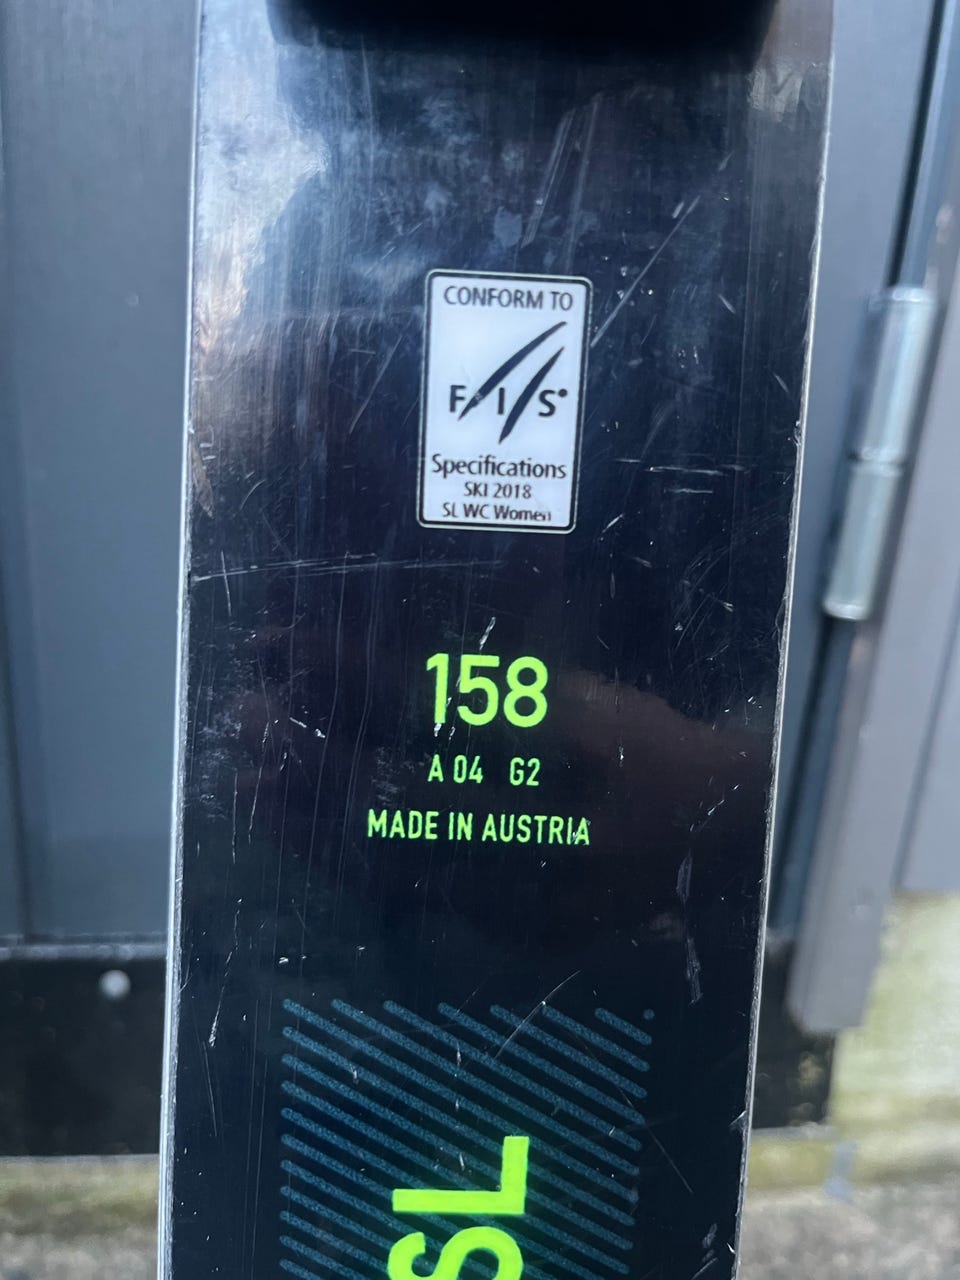 CONFORM TO
F I S
Specifications
SKI 2018
SL WC Women
158
A 04 G2
MADE IN AUSTRIA
SL